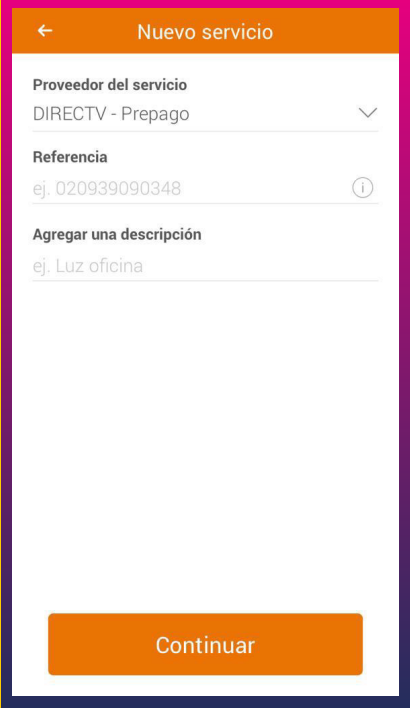 Nuevo servicio
Proveedor del servicio
DIRECTV - Prepago
Referencia
ej. 020939090348
Agregar una descripción
ej. Luz oficina
Continuar